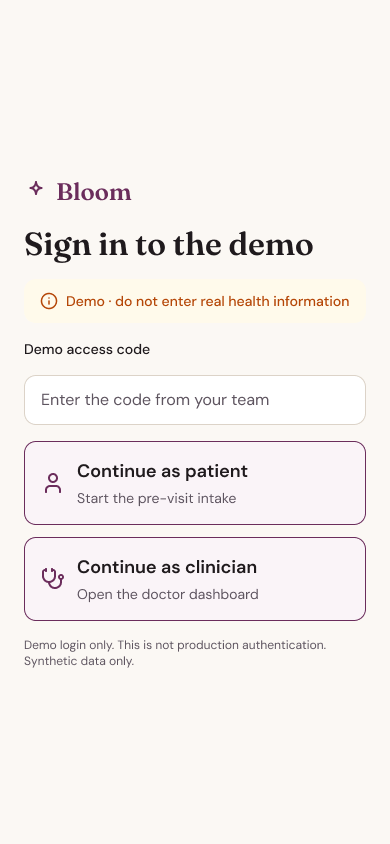 Bloom
Sign in to the demo
Demo · do not enter real health information
Demo access code
Enter the code from your team
Continue as patient
Start the pre-visit intake
Continue as clinician
Open the doctor dashboard
Demo login only. This is not production authentication.
Synthetic data only.